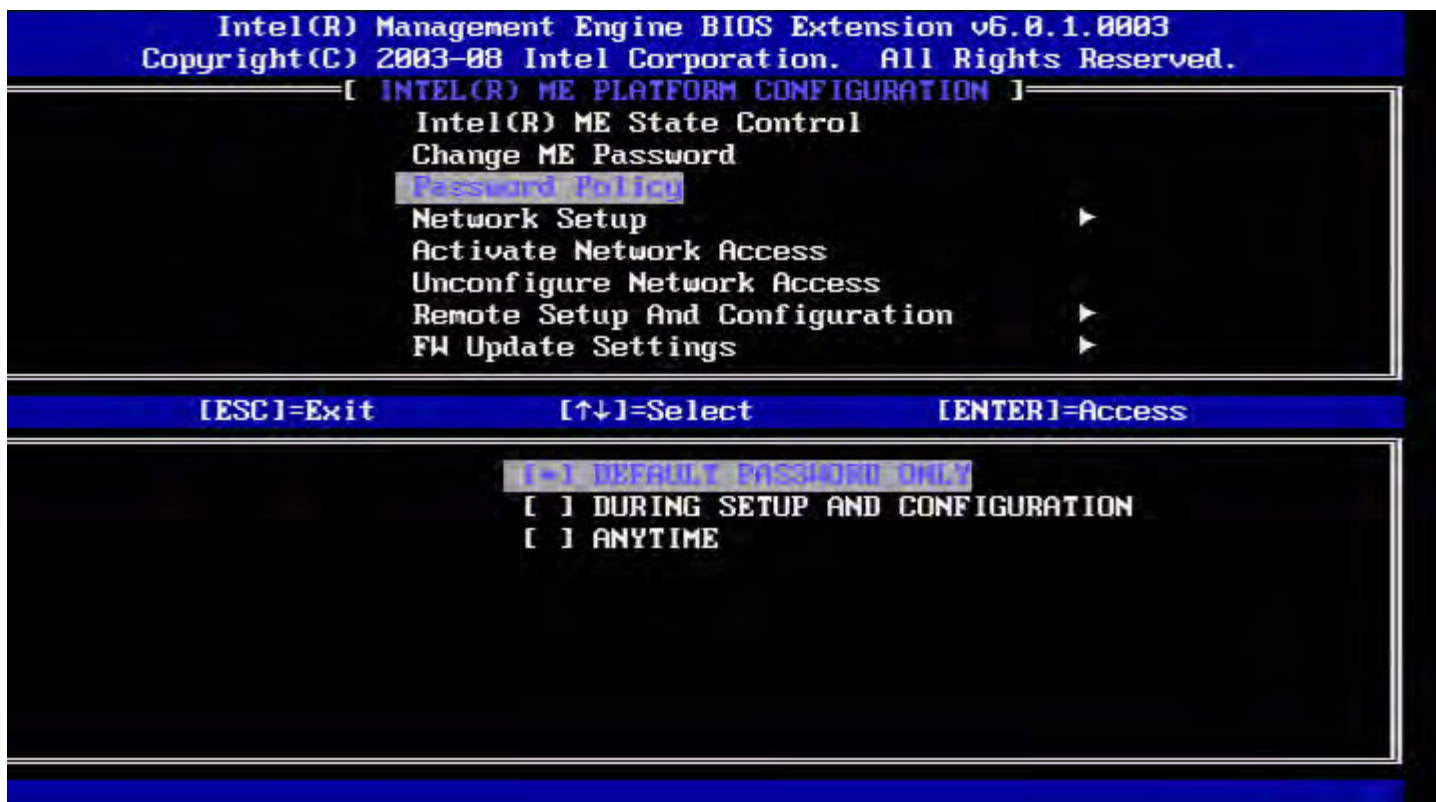 Intel(R) Management Engine BIOS Extension v6.0.1.0003
Copyright(C) 2003-08 Intel Corporation. All Rights Reserved.
[ INTEL(R) ME PLATFORM CONFIGURATION ]
Intel(R) ME State Control
Change ME Password
Password Policy
Network Setup ►
Activate Network Access
Unconfigure Network Access
Remote Setup And Configuration ►
FW Update Settings ►
[ESC]=Exit [↑↓]=Select [ENTER]=Access
[*] DEFAULT PASSWORD ONLY
[ ] DURING SETUP AND CONFIGURATION
[ ] ANYTIME